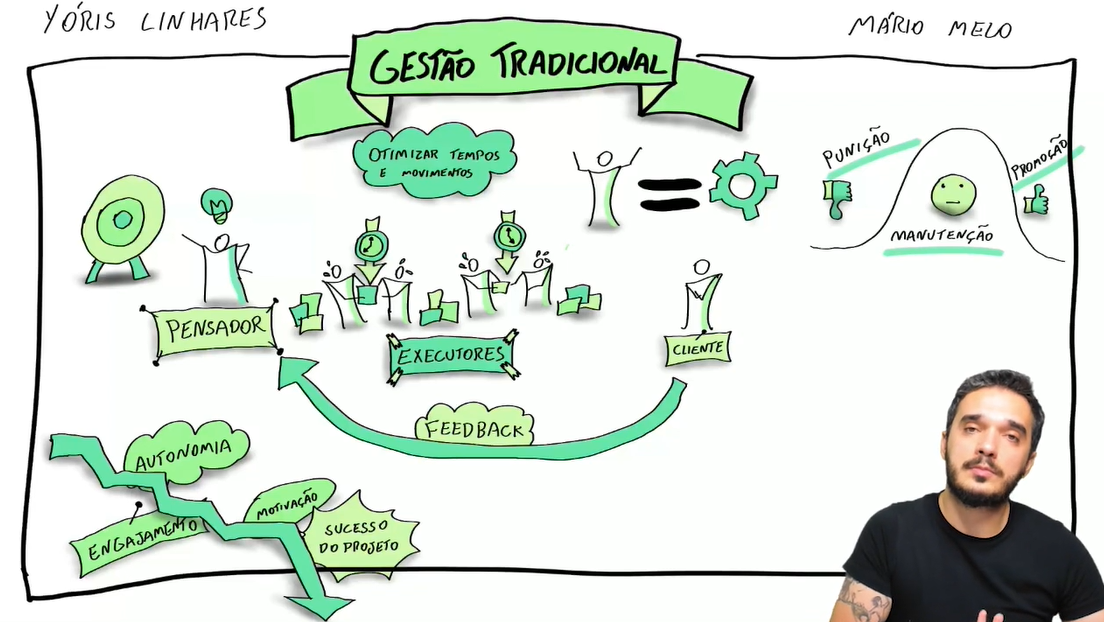 YÓRIS LINHARES
MÁRIO MELO
GESTÃO TRADICIONAL
OTIMIZAR TEMPOS
E MOVIMENTOS
PUNIÇÃO
PROMOÇÃO
MANUTENÇÃO
PENSADOR
EXECUTORES
CLIENTE
FEEDBACK
AUTONOMIA
ENGAJAMENTO
MOTIVAÇÃO
SUCESSO
DO PROJETO